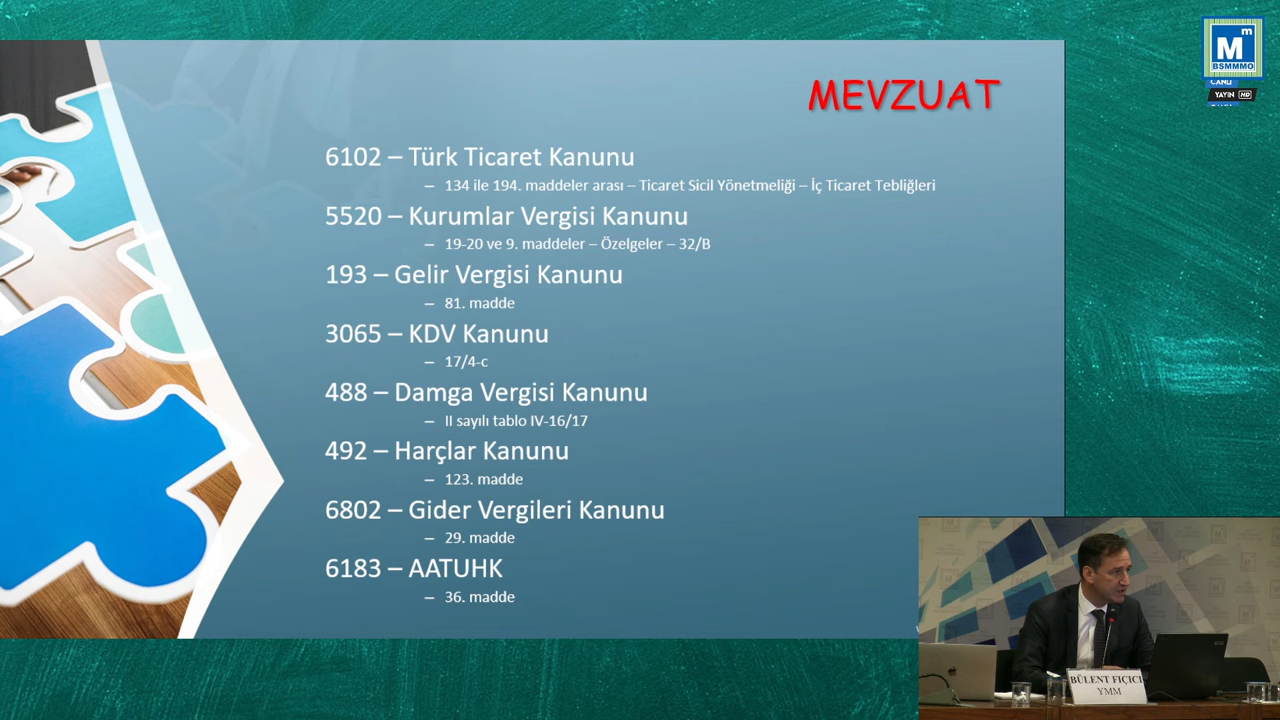 MEVZUAT
6102 – Türk Ticaret Kanunu
– 134 ile 194. maddeler arası – Ticaret Sicil Yönetmeliği – İç Ticaret Tebliğleri
5520 – Kurumlar Vergisi Kanunu
– 19-20 ve 9. maddeler – Özelgeler – 32/B
193 – Gelir Vergisi Kanunu
– 81. madde
3065 – KDV Kanunu
– 17/4-c
488 – Damga Vergisi Kanunu
– II sayılı tablo IV-16/17
492 – Harçlar Kanunu
– 123. madde
6802 – Gider Vergileri Kanunu
– 29. madde
6183 – AATUHK
– 36. madde
Mm
BSMMMO
CANLI
YAYIN HD
BÜLENT FIÇICI
YMM